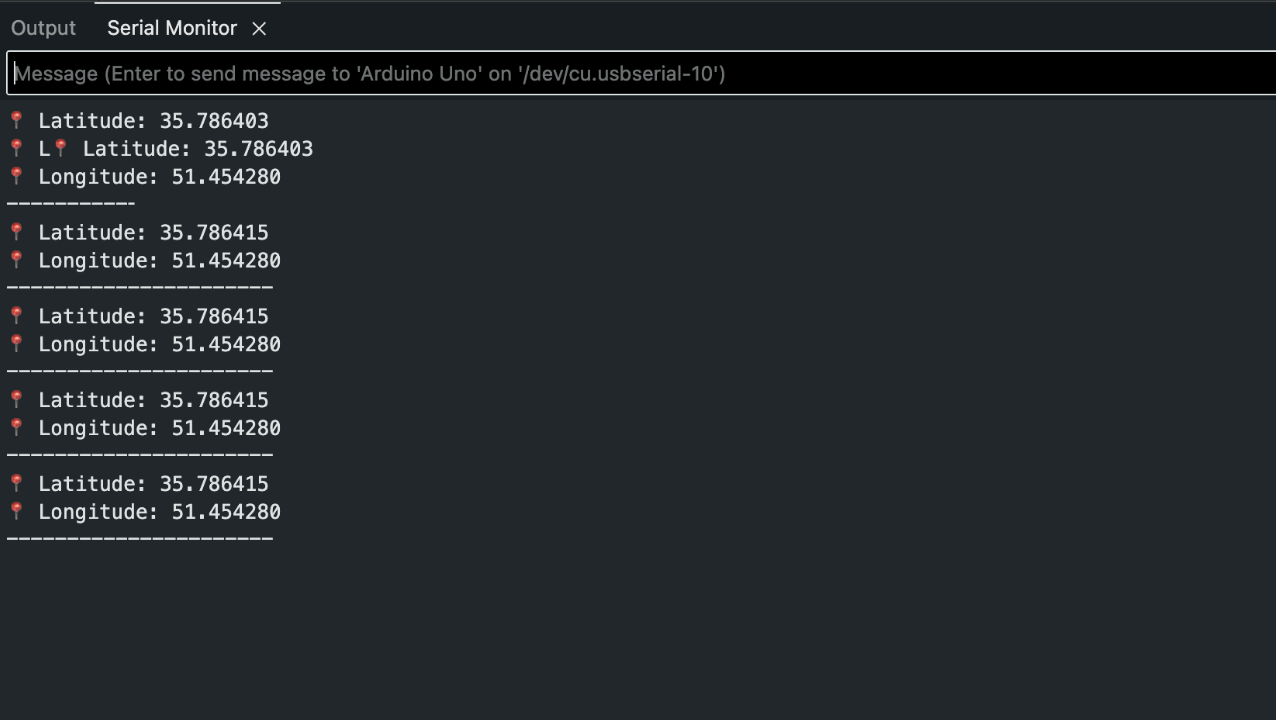 Output Serial Monitor ×
Message (Enter to send message to 'Arduino Uno' on '/dev/cu.usbserial-10')
📍 Latitude: 35.786403
📍 L📍 Latitude: 35.786403
📍 Longitude: 51.454280
-----------
📍 Latitude: 35.786415
📍 Longitude: 51.454280
----------------------
📍 Latitude: 35.786415
📍 Longitude: 51.454280
----------------------
📍 Latitude: 35.786415
📍 Longitude: 51.454280
----------------------
📍 Latitude: 35.786415
📍 Longitude: 51.454280
----------------------